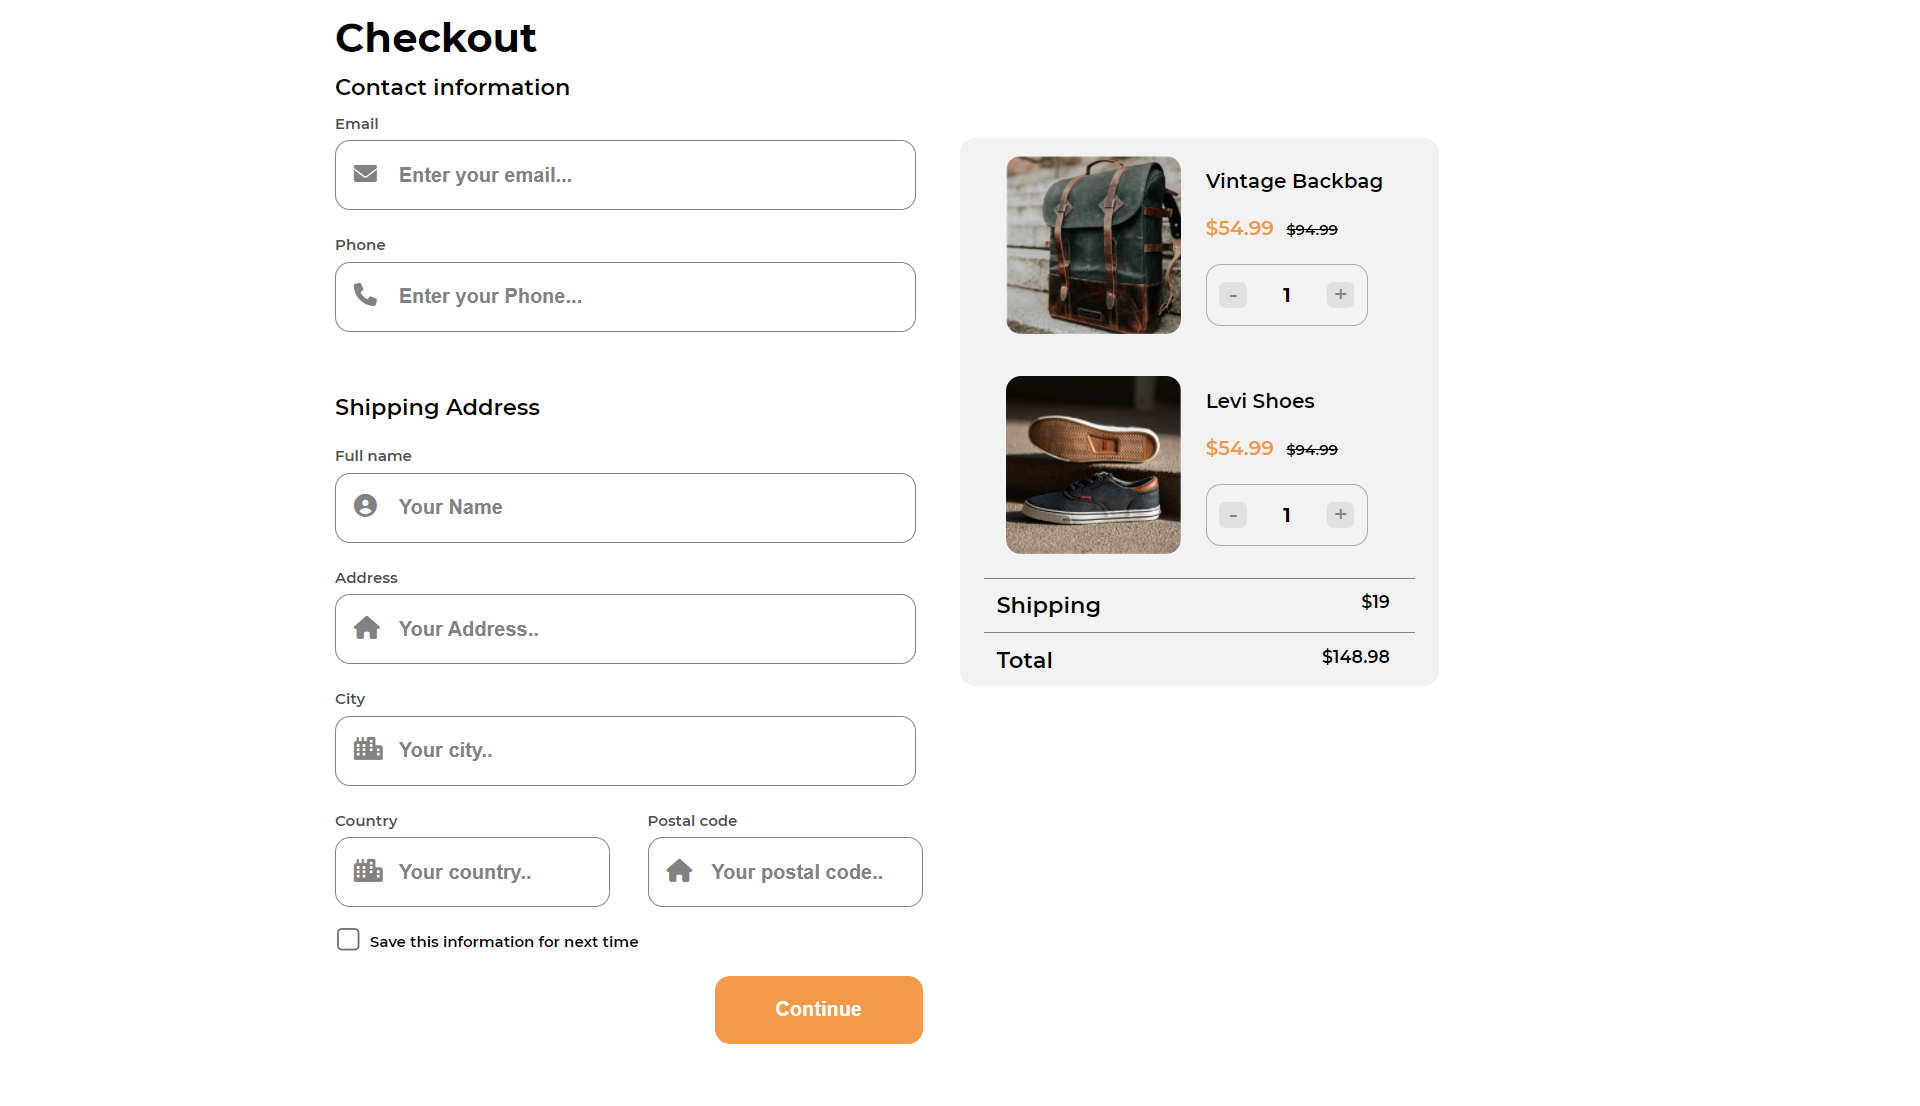 Checkout
Contact information
Email
Enter your email...
Phone
Enter your Phone...
Shipping Address
Full name
Your Name
Address
Your Address..
City
Your city..
Country
Postal code
Your country..
Your postal code..
Save this information for next time
Continue
Vintage Backbag
$54.99 $94.99
- 1 +
Levi Shoes
$54.99 $94.99
- 1 +
Shipping $19
Total $148.98